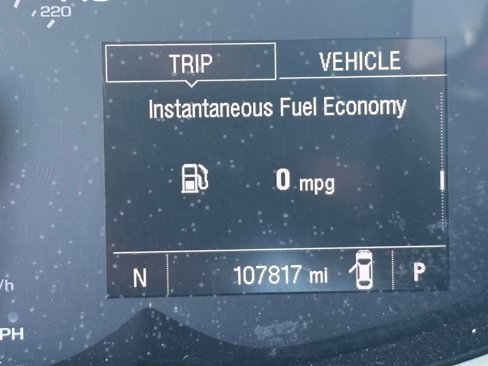 220
TRIP VEHICLE
Instantaneous Fuel Economy
0 mpg
N 107817 mi P
/h
PH